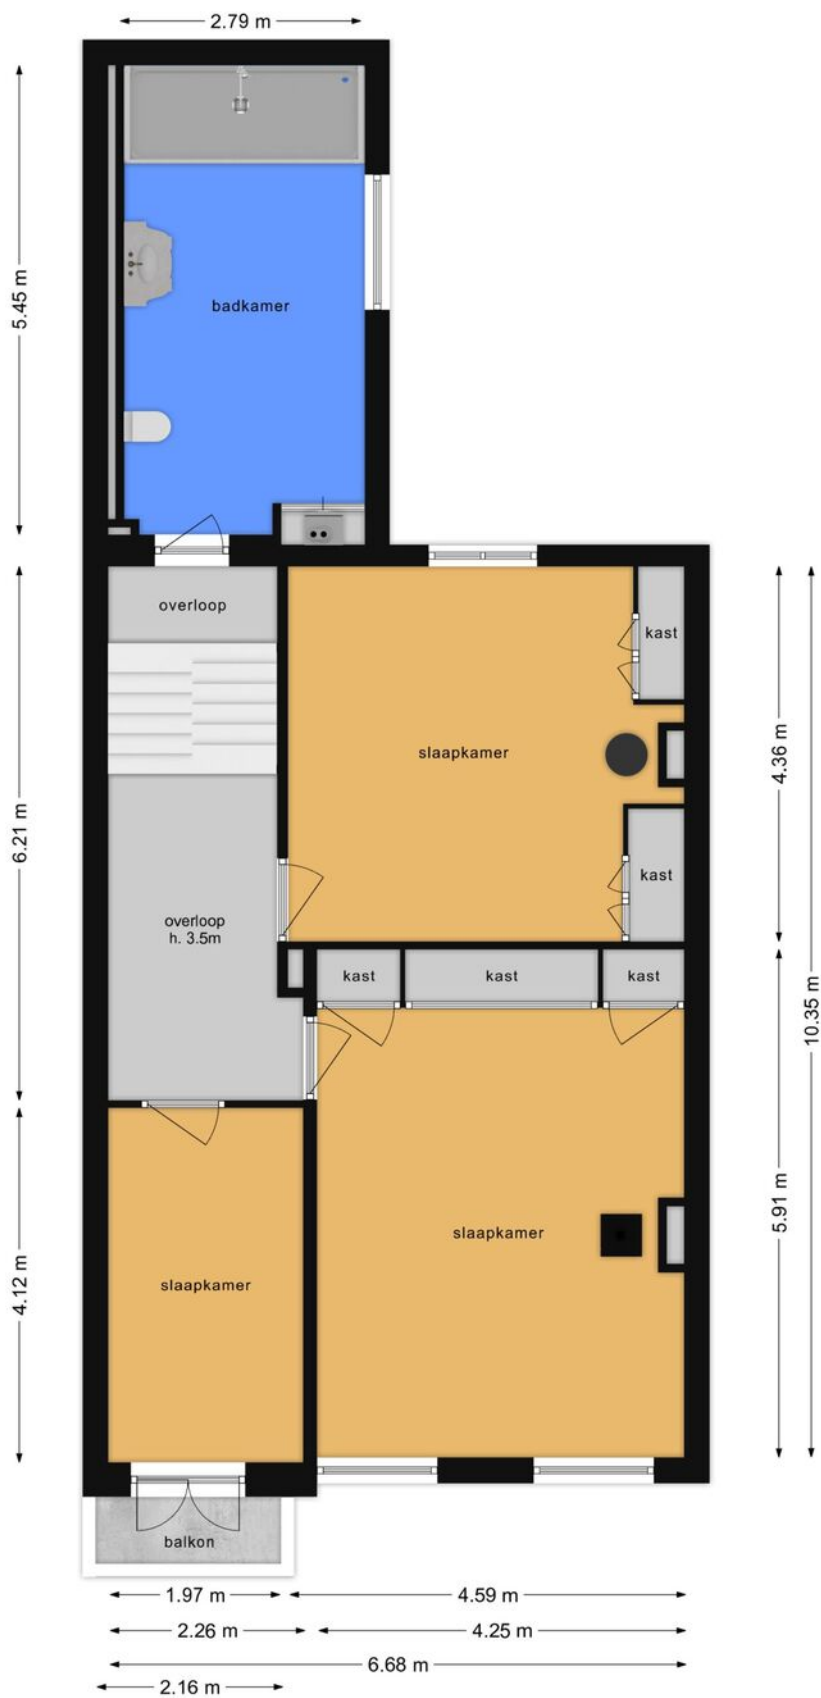 2.79 m
5.45 m
badkamer
overloop
kast
slaapkamer
4.36 m
6.21 m
kast
overloop
h. 3.5m
kast
kast
kast
10.35 m
5.91 m
slaapkamer
4.12 m
slaapkamer
balkon
1.97 m
4.59 m
2.26 m
4.25 m
6.68 m
2.16 m